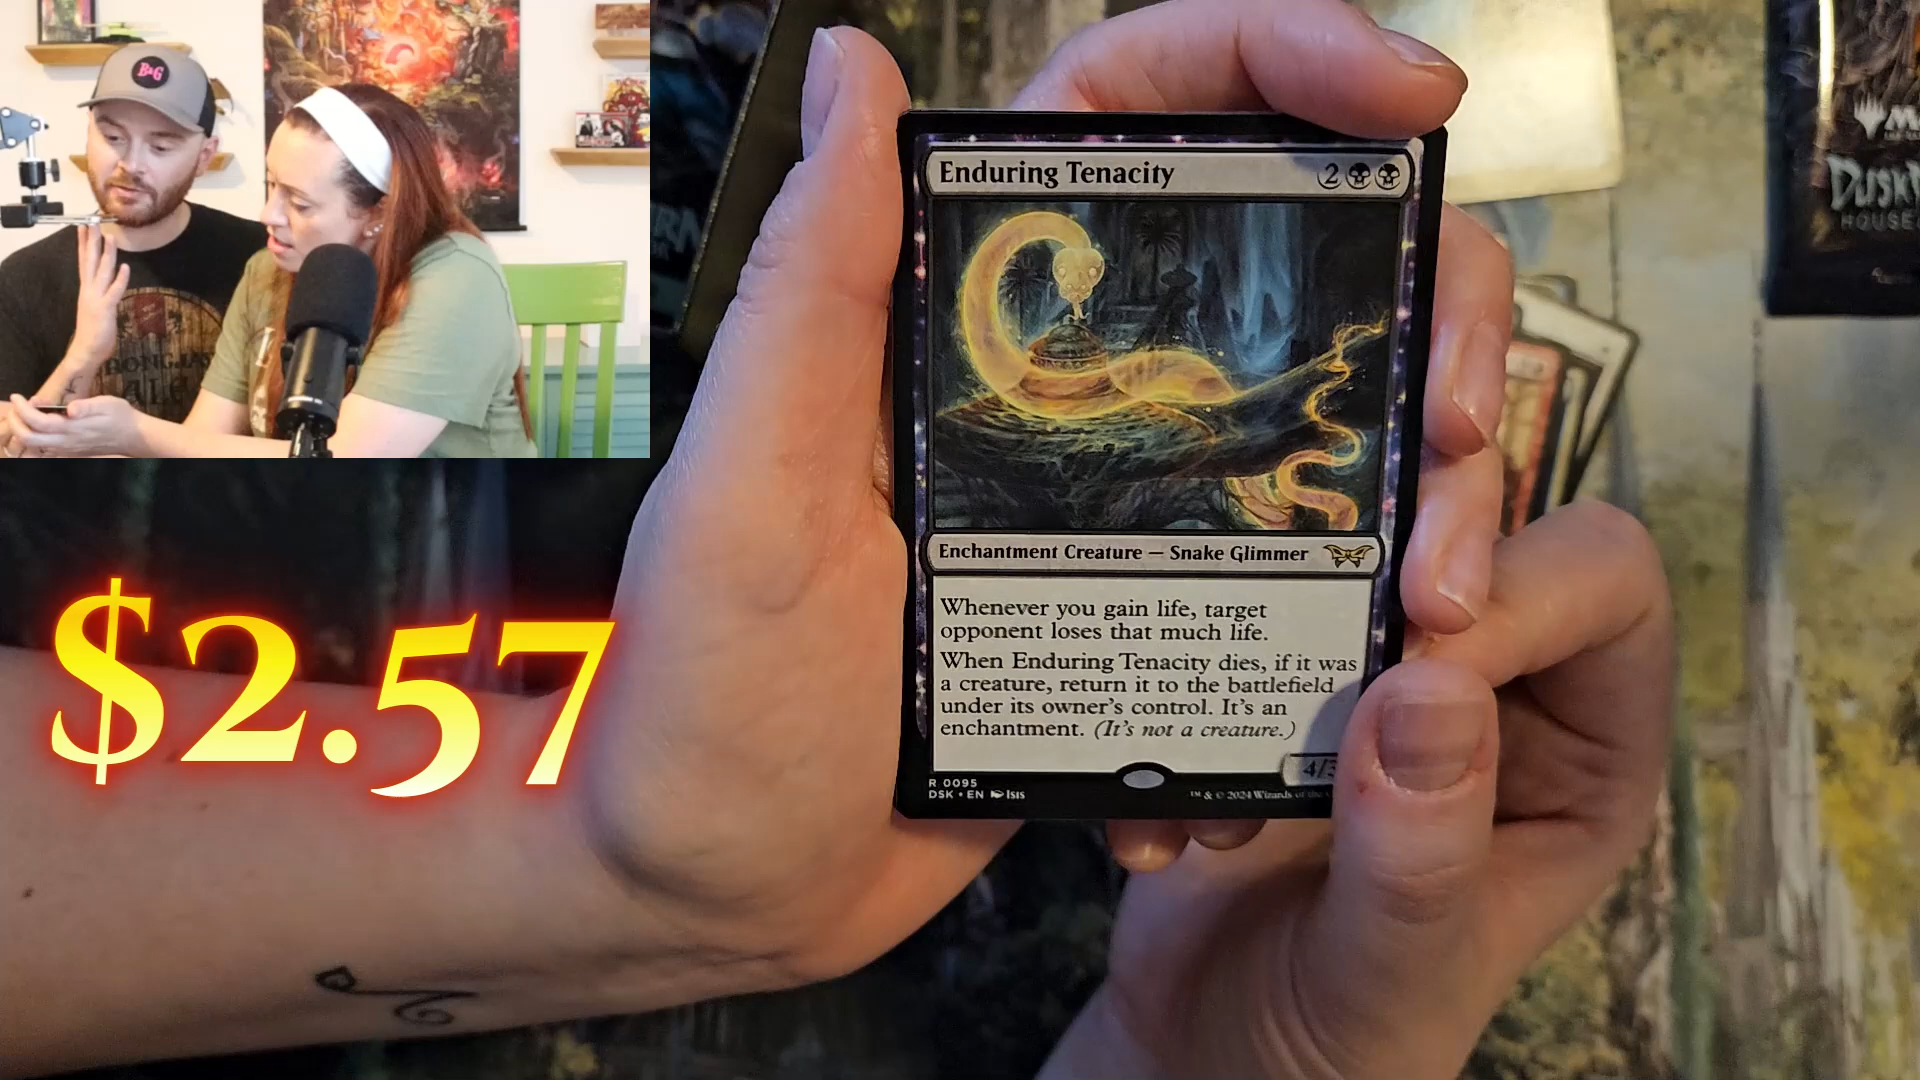 B&G
$2.57
Enduring Tenacity 2
Enchantment Creature — Snake Glimmer
Whenever you gain life, target
opponent loses that much life.
When Enduring Tenacity dies, if it was
a creature, return it to the battlefield
under its owner's control. It's an
enchantment. (It's not a creature.)
4/3
R 0095
DSK • EN Isis
™ & © 2024 Wizards of the